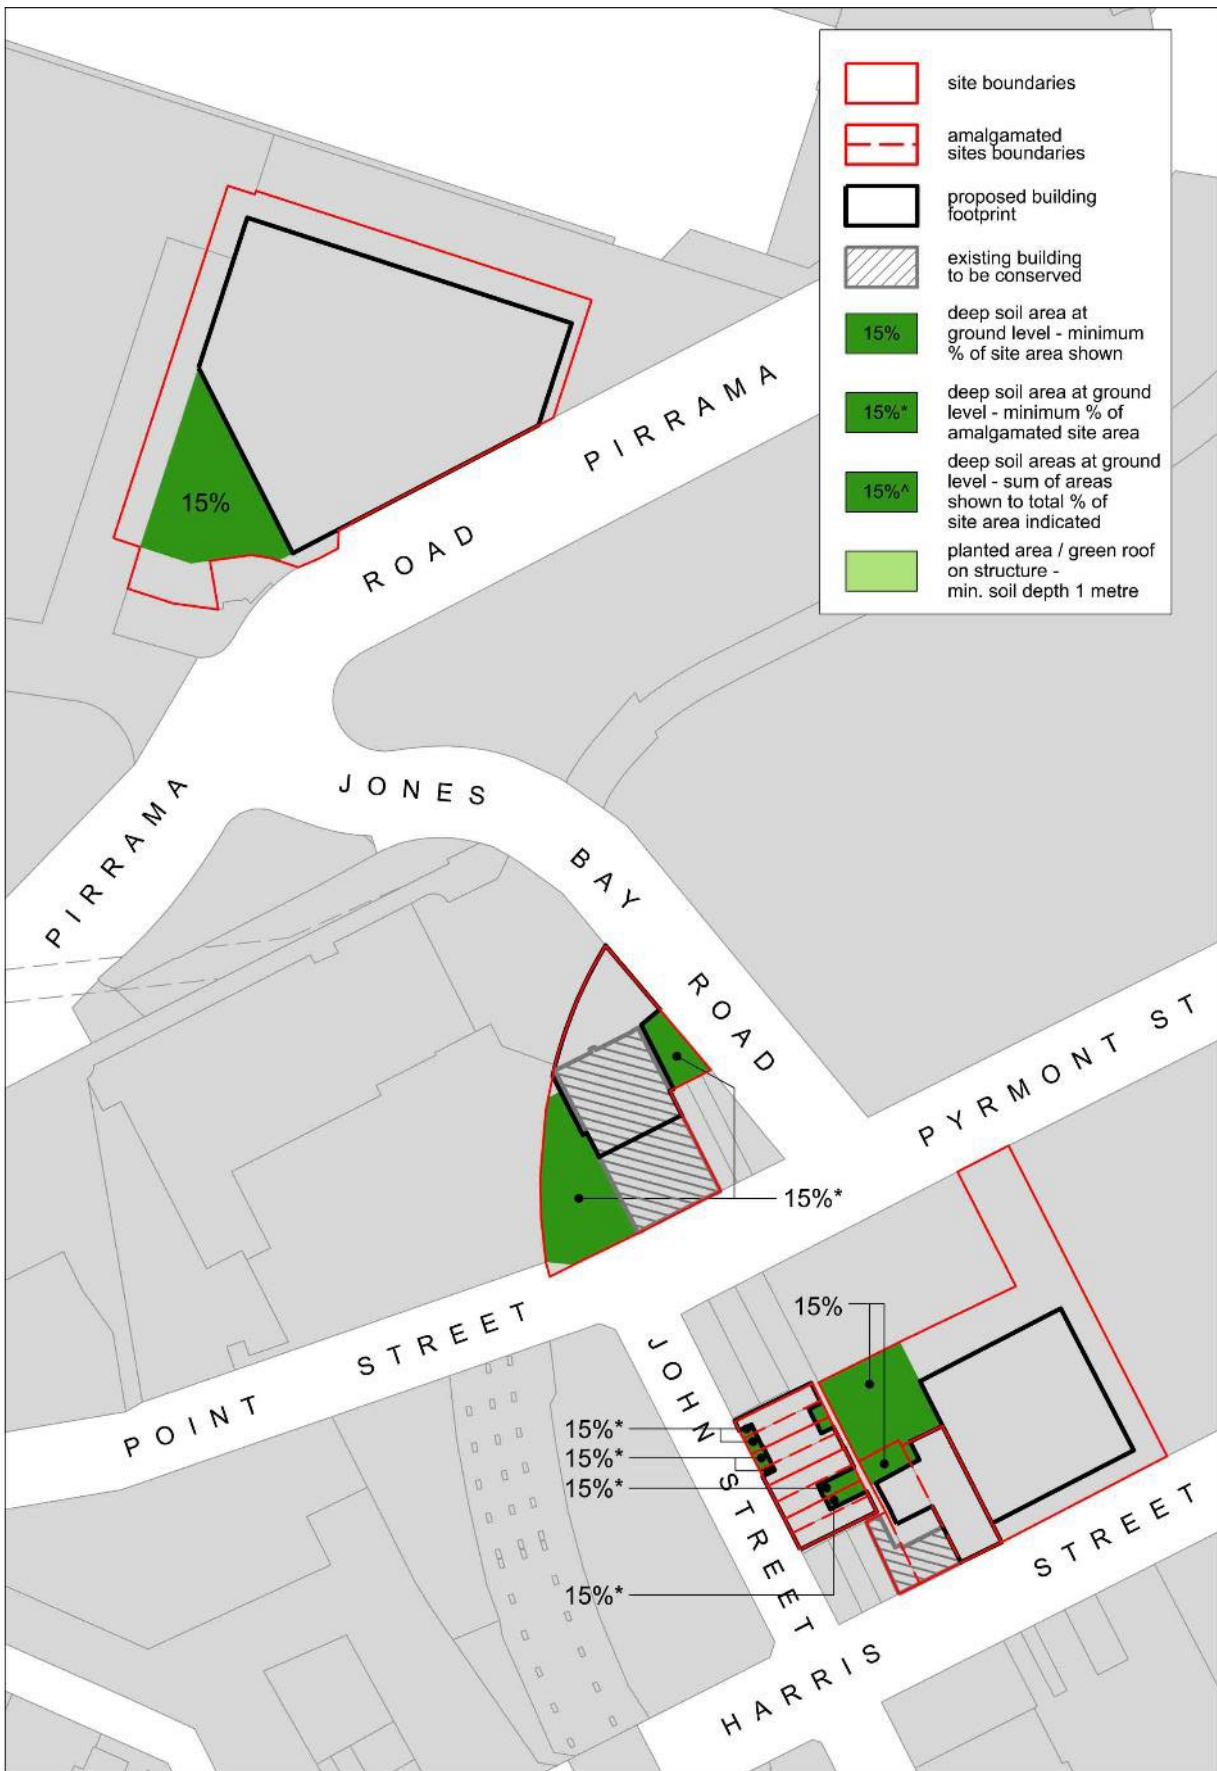 site boundaries
amalgamated
sites boundaries
proposed building
footprint
existing building
to be conserved
15%
deep soil area at
ground level - minimum
% of site area shown
15%*
deep soil area at ground
level - minimum % of
amalgamated site area
15%^
deep soil areas at ground
level - sum of areas
shown to total % of
site area indicated
planted area / green roof
on structure -
min. soil depth 1 metre
15%
PIRRAMA
ROAD
PIRRAMA
JONES
BAY
ROAD
PYRMONT ST
15%*
15%
POINT STREET
JOHN STREET
15%*
15%*
15%*
15%*
HARRIS STREET